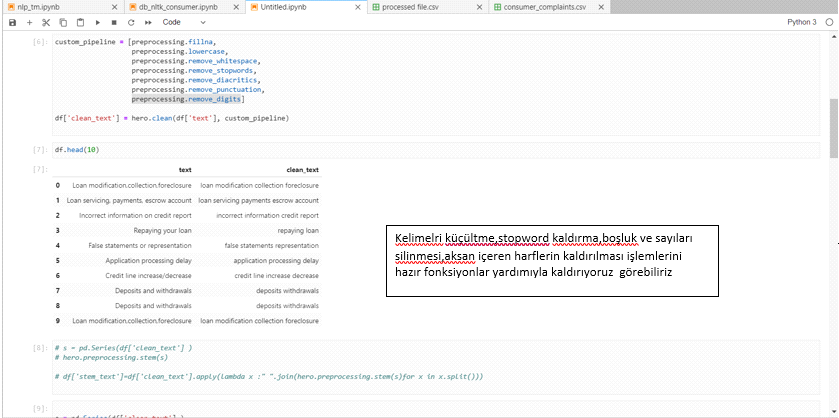 nlp_tm.ipynb
db_nltk_consumer.ipynb
Untitled.ipynb
processed file.csv
consumer_complaints.csv
Code
Python 3
[6]: custom_pipeline = [preprocessing.fillna,
preprocessing.lowercase,
preprocessing.remove_whitespace,
preprocessing.remove_stopwords,
preprocessing.remove_diacritics,
preprocessing.remove_punctuation,
preprocessing.remove_digits]
df['clean_text'] = hero.clean(df['text'], custom_pipeline)
[7]: df.head(10)
[7]: text clean_text
0 Loan modification,collection,foreclosure loan modification collection foreclosure
1 Loan servicing, payments, escrow account loan servicing payments escrow account
2 Incorrect information on credit report incorrect information credit report
3 Repaying your loan repaying loan
4 False statements or representation false statements representation
5 Application processing delay application processing delay
6 Credit line increase/decrease credit line increase decrease
7 Deposits and withdrawals deposits withdrawals
8 Deposits and withdrawals deposits withdrawals
9 Loan modification,collection,foreclosure loan modification collection foreclosure
Kelimelri küçültme,stopword kaldırma,boşluk ve sayıları
silinmesi,aksan içeren harflerin kaldırılması işlemlerini
hazır fonksiyonlar yardımıyla kaldırıyoruz görebiliriz
[8]: # s = pd.Series(df['clean_text'] )
# hero.preprocessing.stem(s)
# df['stem_text']=df['clean_text'].apply(lambda x :" ".join(hero.preprocessing.stem(s)for x in x.split()))
[9]: